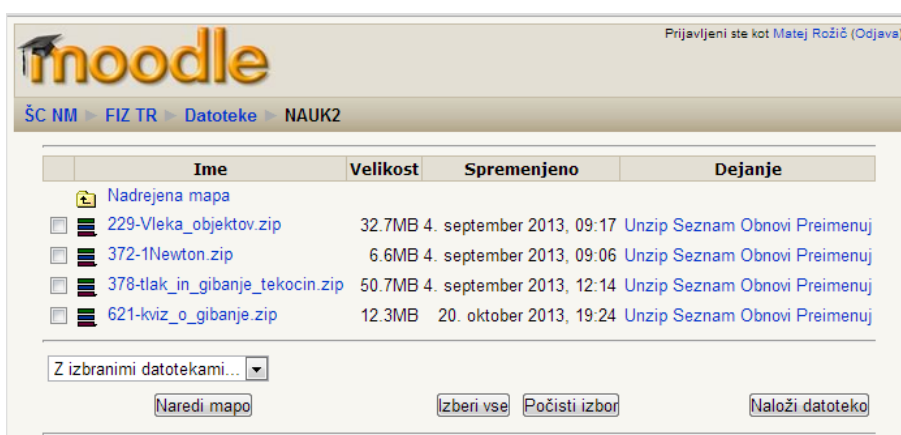 moodle
Prijavljeni ste kot Matej Rožič (Odjava)
ŠC NM ► FIZ TR ► Datoteke ► NAUK2
Ime Velikost Spremenjeno Dejanje
Nadrejena mapa
229-Vleka_objektov.zip 32.7MB 4. september 2013, 09:17 Unzip Seznam Obnovi Preimenuj
372-1Newton.zip 6.6MB 4. september 2013, 09:06 Unzip Seznam Obnovi Preimenuj
378-tlak_in_gibanje_tekocin.zip 50.7MB 4. september 2013, 12:14 Unzip Seznam Obnovi Preimenuj
621-kviz_o_gibanje.zip 12.3MB 20. oktober 2013, 19:24 Unzip Seznam Obnovi Preimenuj
Z izbranimi datotekami...
Naredi mapo Izberi vse Počisti izbor Naloži datoteko